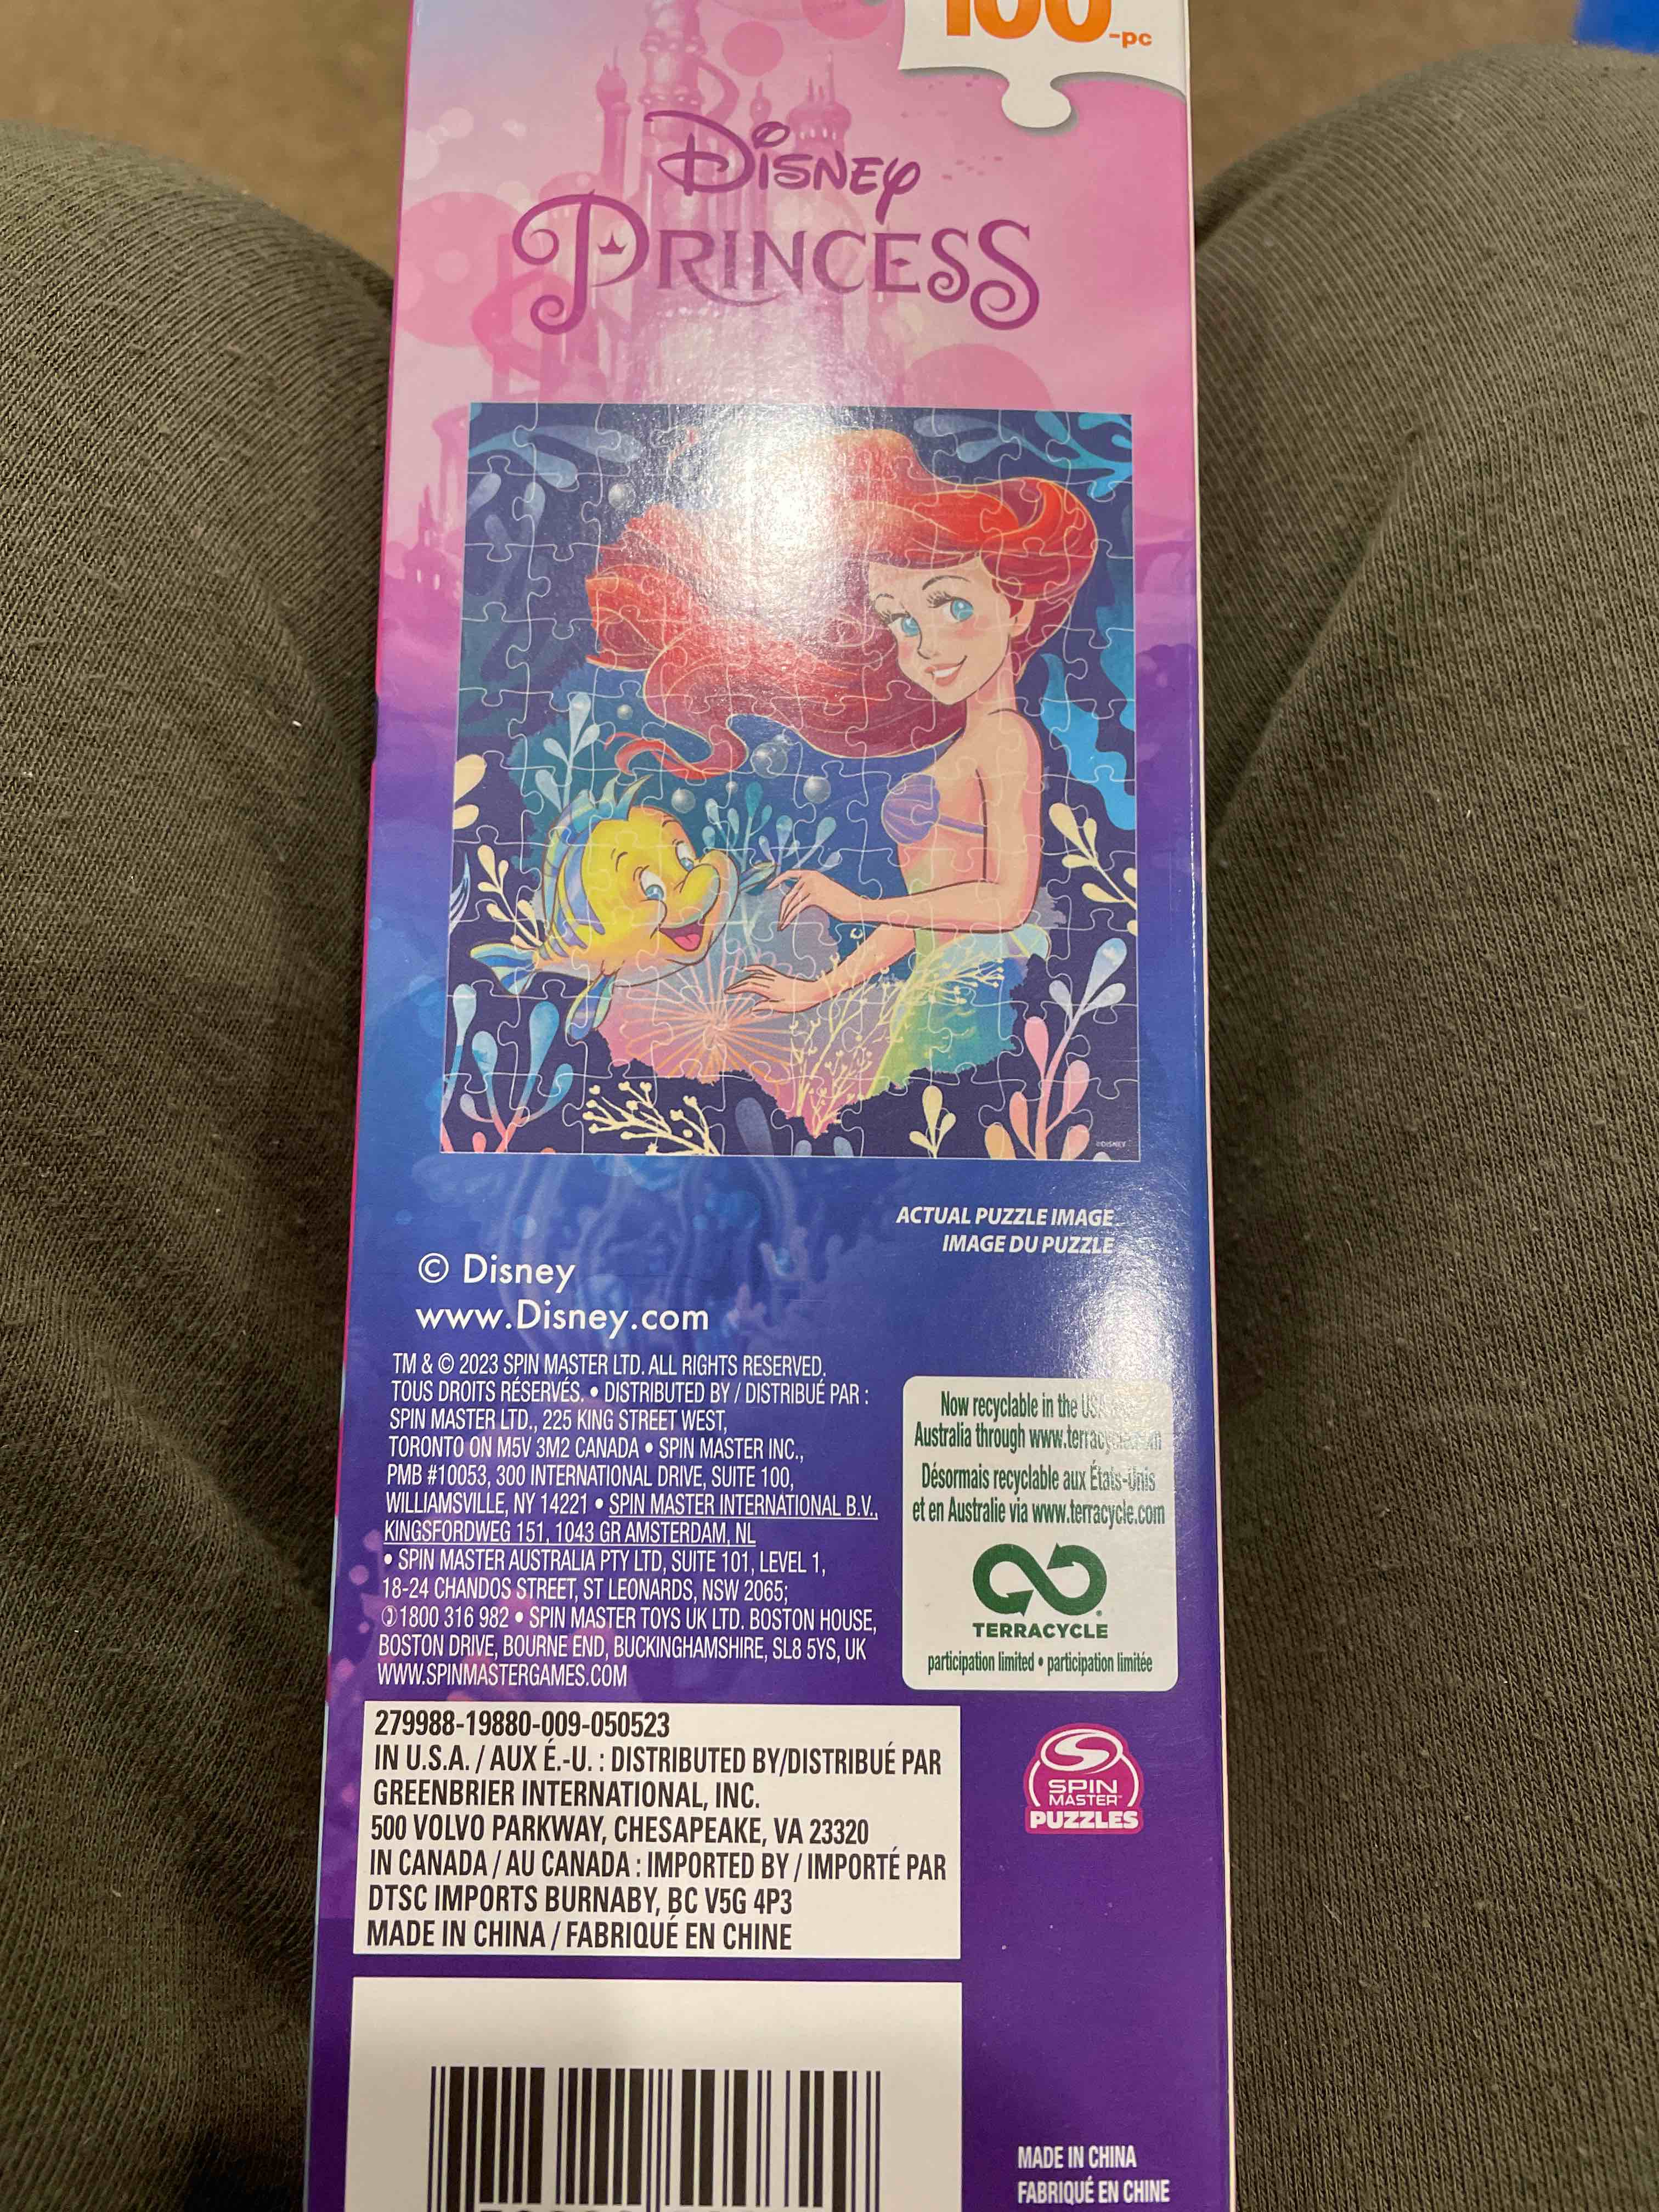 100-pc
Disney
PRINCESS
©DISNEY
ACTUAL PUZZLE IMAGE
IMAGE DU PUZZLE
© Disney
www.Disney.com
TM & © 2023 SPIN MASTER LTD. ALL RIGHTS RESERVED.
TOUS DROITS RÉSERVÉS. • DISTRIBUTED BY / DISTRIBUÉ PAR :
SPIN MASTER LTD., 225 KING STREET WEST,
TORONTO ON M5V 3M2 CANADA • SPIN MASTER INC.,
PMB #10053, 300 INTERNATIONAL DRIVE, SUITE 100,
WILLIAMSVILLE, NY 14221 • SPIN MASTER INTERNATIONAL B.V.,
KINGSFORDWEG 151, 1043 GR AMSTERDAM, NL
• SPIN MASTER AUSTRALIA PTY LTD, SUITE 101, LEVEL 1,
18-24 CHANDOS STREET, ST LEONARDS, NSW 2065;
1800 316 982 • SPIN MASTER TOYS UK LTD. BOSTON HOUSE,
BOSTON DRIVE, BOURNE END, BUCKINGHAMSHIRE, SL8 5YS, UK
WWW.SPINMASTERGAMES.COM
Now recyclable in the
Australia through
Désormais recyclable aux États-Unis
et en Australie via www.terracycle.com
TERRACYCLE
participation limited • participation limitée
279988-19880-009-050523
IN U.S.A. / AUX É.-U. : DISTRIBUTED BY/DISTRIBUÉ PAR
GREENBRIER INTERNATIONAL, INC.
500 VOLVO PARKWAY, CHESAPEAKE, VA 23320
IN CANADA / AU CANADA : IMPORTED BY / IMPORTÉ PAR
DTSC IMPORTS BURNABY, BC V5G 4P3
MADE IN CHINA / FABRIQUÉ EN CHINE
SPIN
MASTER™
PUZZLES
MADE IN CHINA
FABRIQUÉ EN CHINE